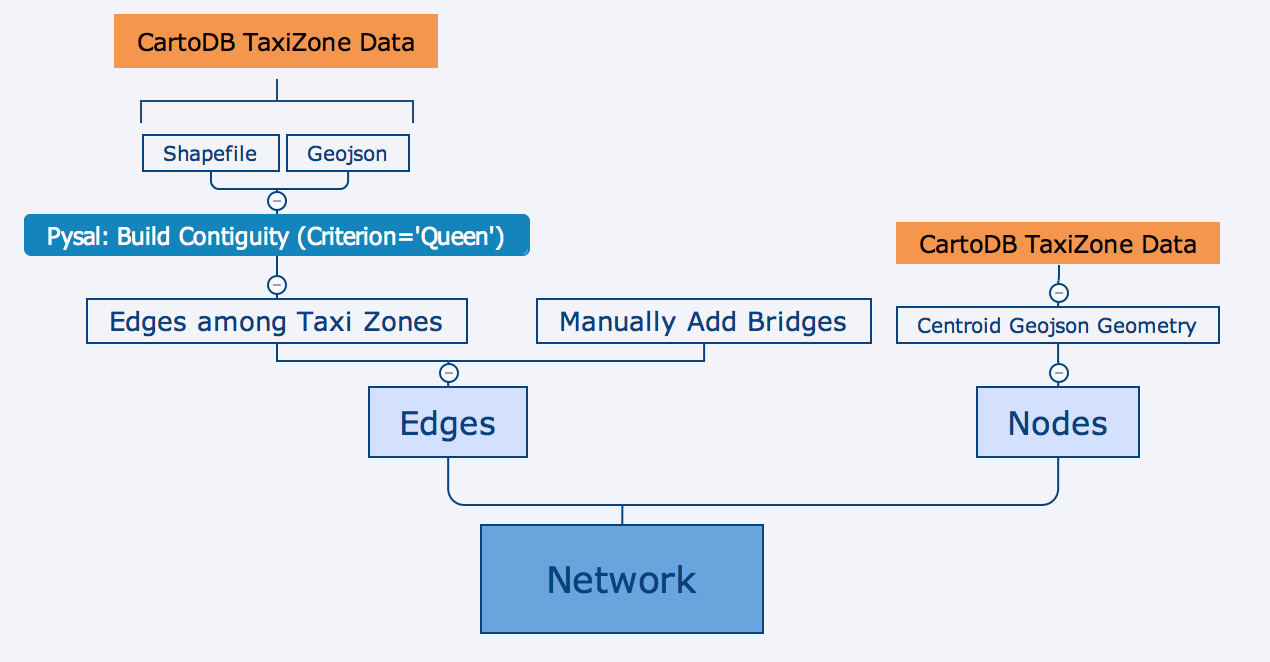 CartoDB TaxiZone Data
Shapefile
Geojson
Pysal: Build Contiguity (Criterion='Queen')
CartoDB TaxiZone Data
Edges among Taxi Zones
Manually Add Bridges
Centroid Geojson Geometry
Edges
Nodes
Network